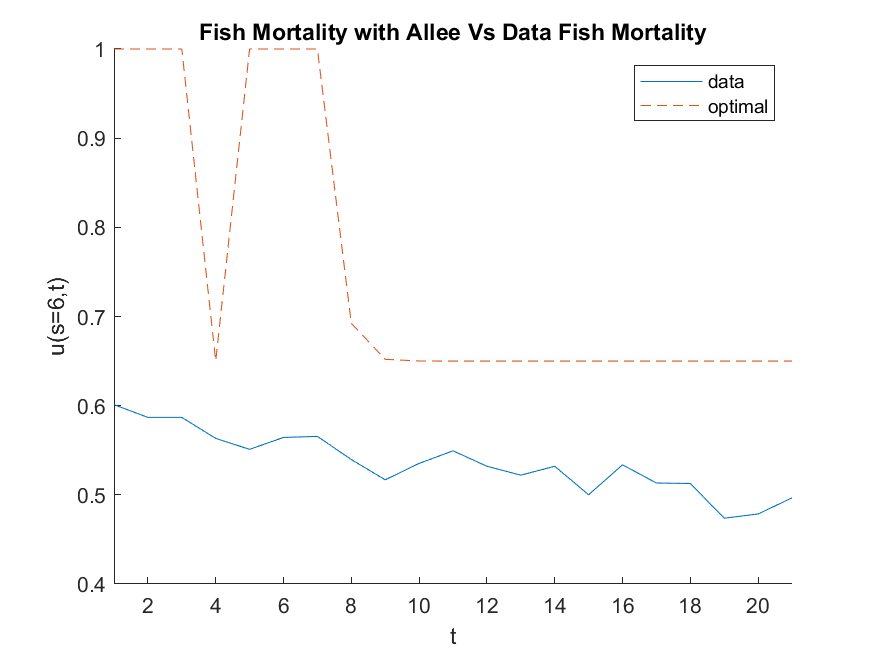 Fish Mortality with Allee Vs Data Fish Mortality
data
optimal
1
0.9
0.8
0.7
0.6
0.5
0.4
u(s=6,t)
2 4 6 8 10 12 14 16 18 20
t